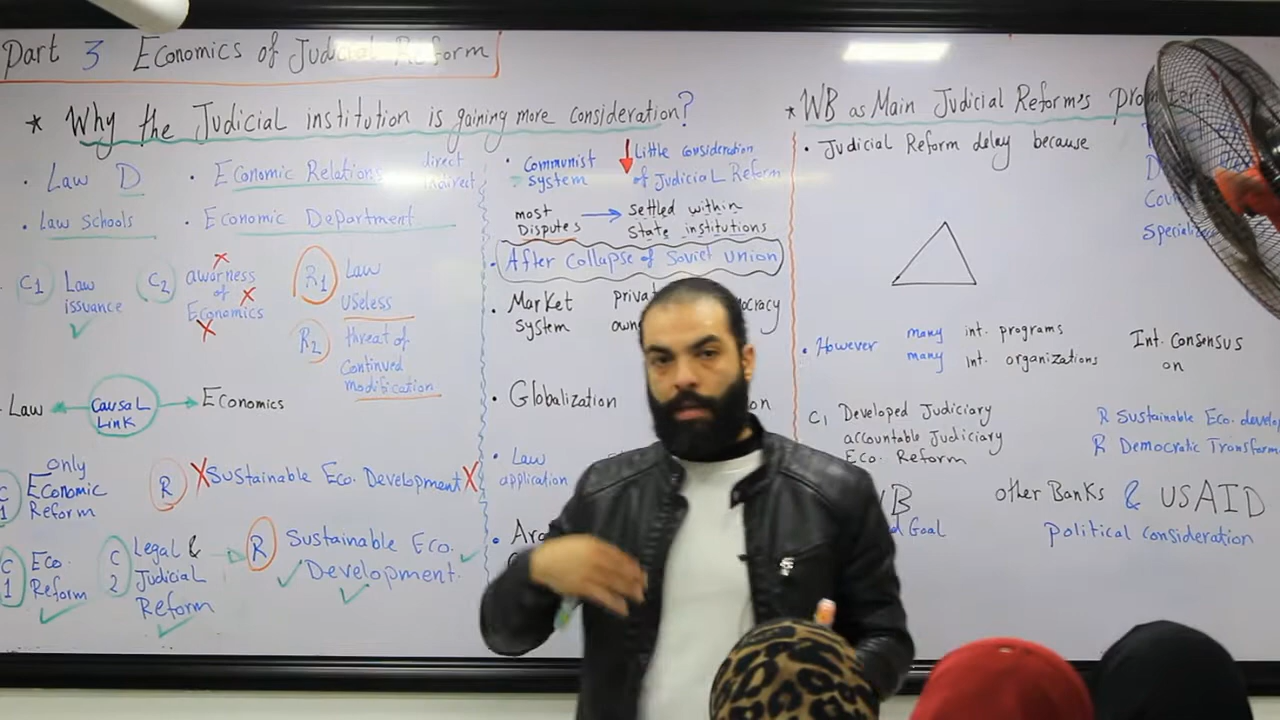 Part 3 Economics of Judicial Reform
* Why the Judicial institution is gaining more consideration?
• Law D
• Economic Relations
direct
indirect
• Law Schools
• Economic Department
C1 Law
issuance
C2 awarness
of
Economics
R1 Law
useless
R2 threat of
Continued
modification
Law
Causal
Link
Economics
C
1
Only
Economic
Reform
R
Sustainable Eco. Development
C
1
Eco.
Reform
C
2
Legal &
Judicial
Reform
R
Sustainable Eco.
Development.
• Communist
system
Little consideration
of Judicial Reform
most
Disputes
settled within
state institutions
• After Collapse of Soviet Union
• Market
system
• Globalization
• Law
application
* WB as Main Judicial Reform's
• Judicial Reform delay because
• However
many int. programs
many int. organizations
Int. Consensus
on
C1 Developed Judiciary
accountable Judiciary
Eco. Reform
R Sustainable Eco.
R Democratic
Goal
other Banks & USAID
political consideration